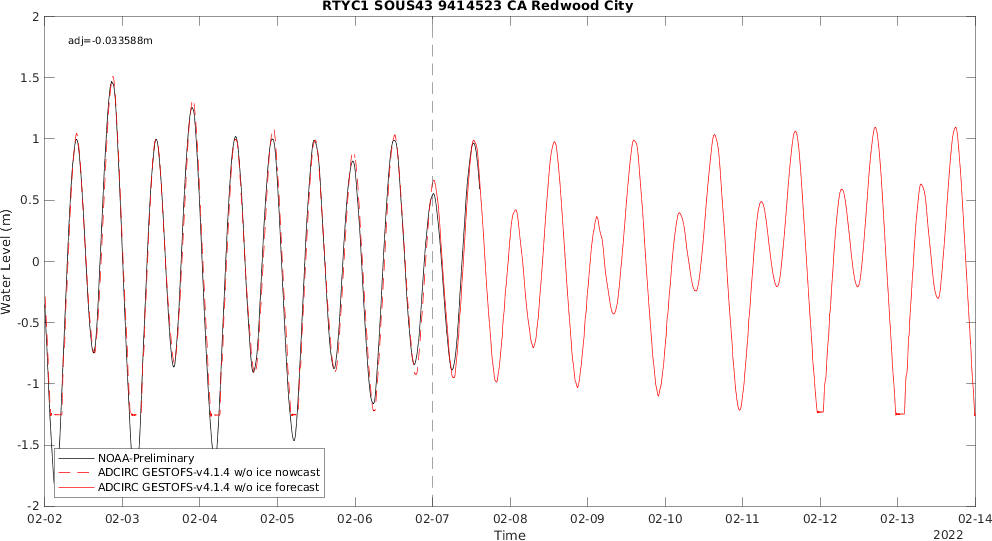 RTYC1 SOUS43 9414523 CA Redwood City
adj=-0.033588m
2
1.5
1
0.5
0
-0.5
-1
-1.5
-2
Water Level (m)
NOAA-Preliminary
ADCIRC GESTOFS-v4.1.4 w/o ice nowcast
ADCIRC GESTOFS-v4.1.4 w/o ice forecast
02-02 02-03 02-04 02-05 02-06 02-07 02-08 02-09 02-10 02-11 02-12 02-13 02-14
Time
2022